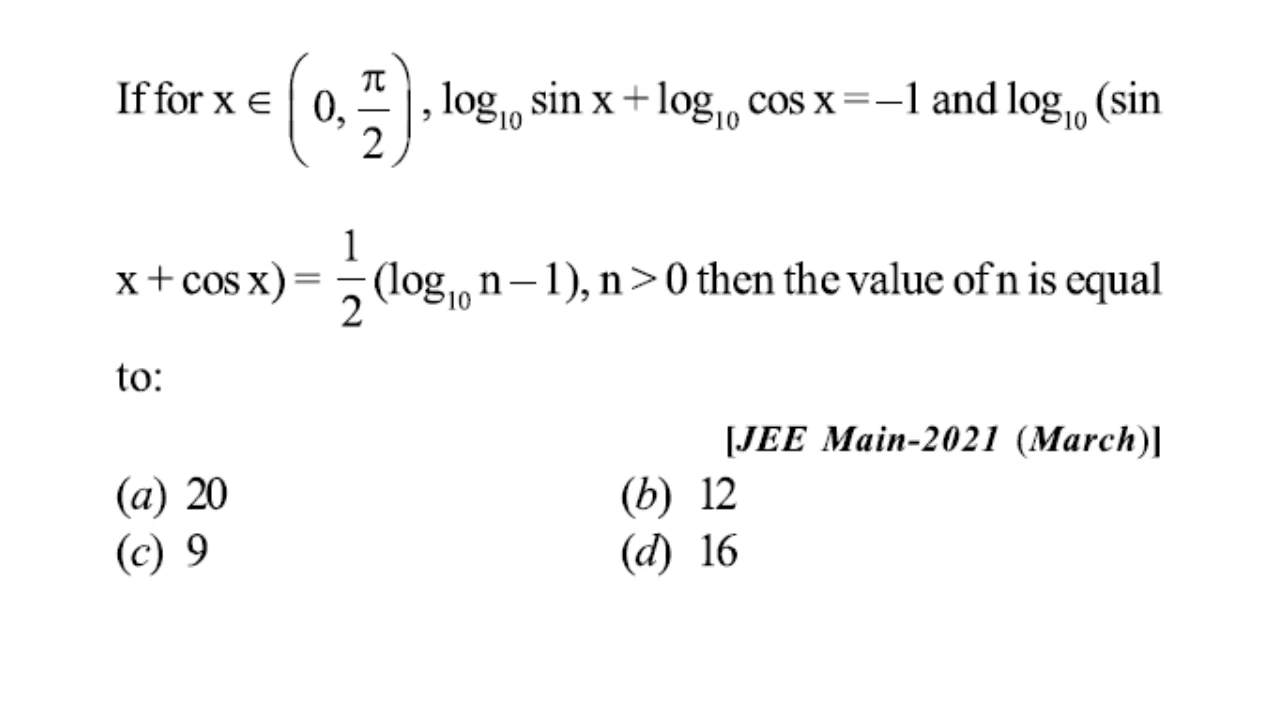 If for x ∈ (0, π/2), log₁₀ sin x + log₁₀ cos x = –1 and log₁₀ (sin
x + cos x) = 1/2 (log₁₀ n – 1), n > 0 then the value of n is equal
to:
[JEE Main-2021 (March)]
(a) 20 (b) 12
(c) 9 (d) 16